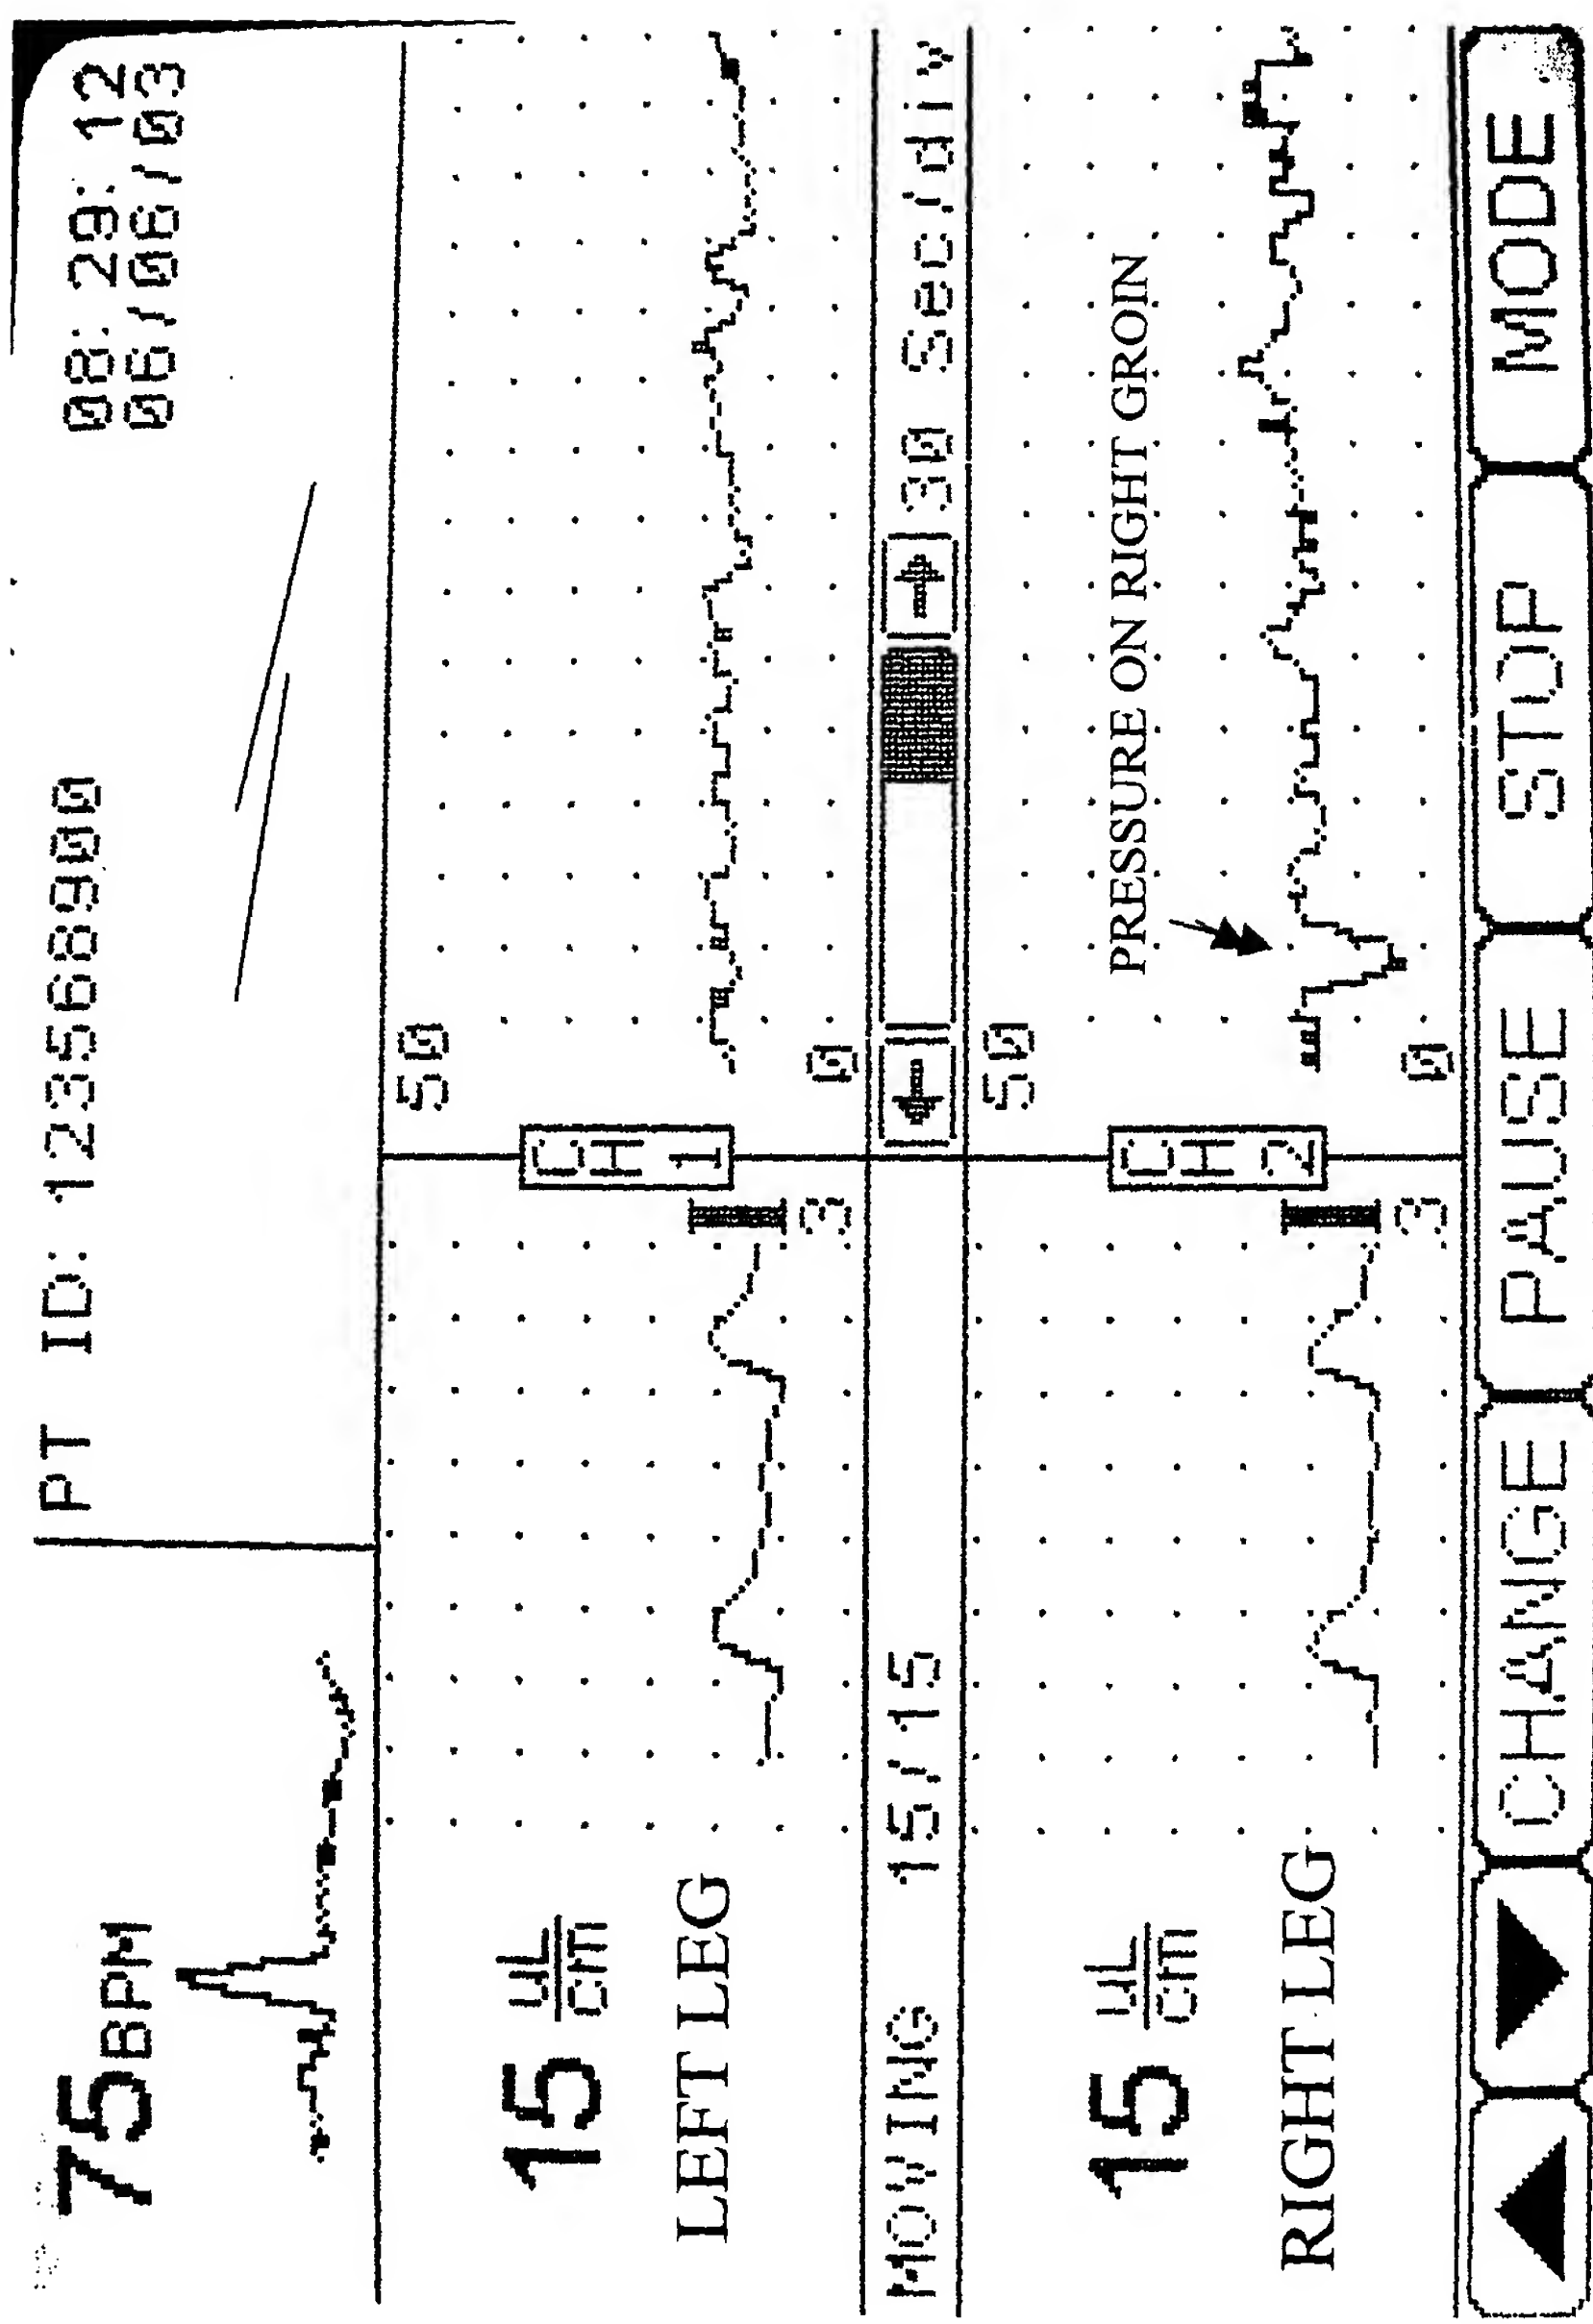 75 BPM
PT ID: 123568900
08: 29: 12
06/06/03
15 uL/cm
LEFT LEG
3
CH 1
50
0
MOVING 15/15
30 Sec/div
15 uL/cm
RIGHT LEG
3
CH 2
50
0
PRESSURE ON RIGHT GROIN
CHANGE
PAUSE
STOP
MODE